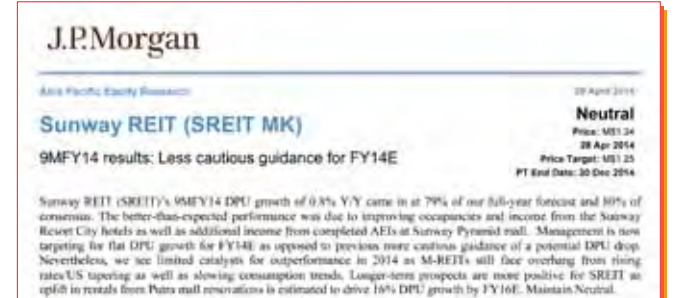 J.P.Morgan
Asia Pacific Equity Research
28 April 2014
Sunway REIT (SREIT MK)
9MFY14 results: Less cautious guidance for FY14E
Neutral
Price: M$1.34
28 Apr 2014
Price Target: M$1.25
PT End Date: 30 Dec 2014
Sunway REIT (SREIT)'s 9MFY14 DPU growth of 0.8% Y/Y came in at 79% of our full-year forecast and 80% of
consensus. The better-than-expected performance was due to improving occupancies and income from the Sunway
Resort City hotels as well as additional income from completed AEIs at Sunway Pyramid mall. Management is now
targeting for flat DPU growth for FY14E as opposed to previous more cautious guidance of a potential DPU drop.
Nevertheless, we see limited catalysts for outperformance in 2014 as M-REITs still face overhang from rising
rates/US tapering as well as slowing consumption trends. Longer-term prospects are more positive for SREIT as
uplift in rentals from Putra mall renovations is estimated to drive 16% DPU growth by FY16E. Maintain Neutral.